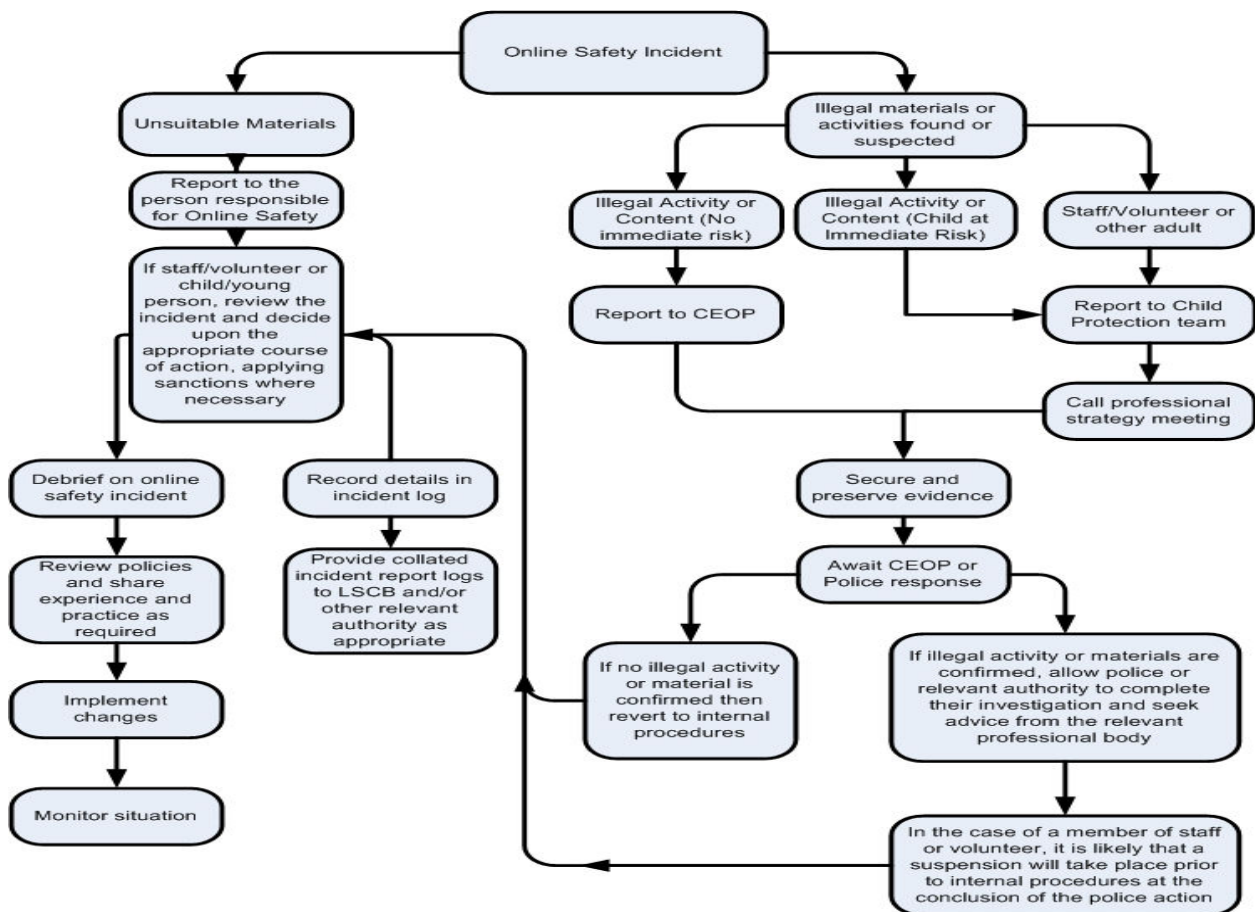 Online Safety Incident
Unsuitable Materials
Report to the
person responsible
for Online Safety
If staff/volunteer or
child/young
person, review the
incident and decide
upon the
appropriate course
of action, applying
sanctions where
necessary
Debrief on online
safety incident
Review policies
and share
experience and
practice as
required
Implement
changes
Monitor situation
Record details in
incident log
Provide collated
incident report logs
to LSCB and/or
other relevant
authority as
appropriate
Illegal materials or
activities found or
suspected
Illegal Activity or
Content (No
immediate risk)
Illegal Activity or
Content (Child at
Immediate Risk)
Staff/Volunteer or
other adult
Report to CEOP
Report to Child
Protection team
Call professional
strategy meeting
Secure and
preserve evidence
Await CEOP or
Police response
If no illegal activity
or material is
confirmed then
revert to internal
procedures
If illegal activity or materials are
confirmed, allow police or
relevant authority to complete
their investigation and seek
advice from the relevant
professional body
In the case of a member of staff
or volunteer, it is likely that a
suspension will take place prior
to internal procedures at the
conclusion of the police action